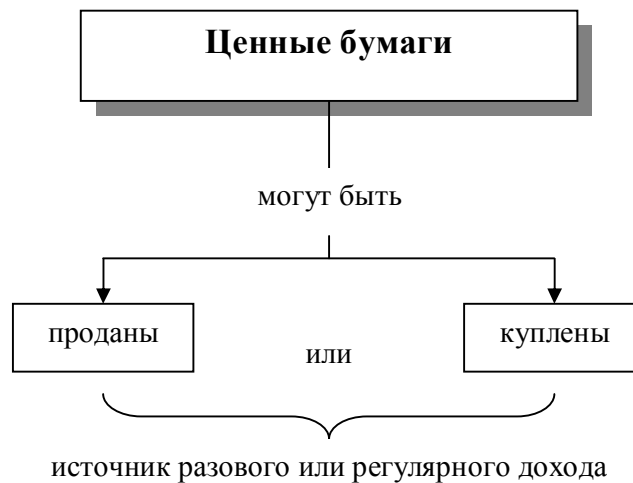 Ценные бумаги
могут быть
проданы
или
куплены
источник разового или регулярного дохода